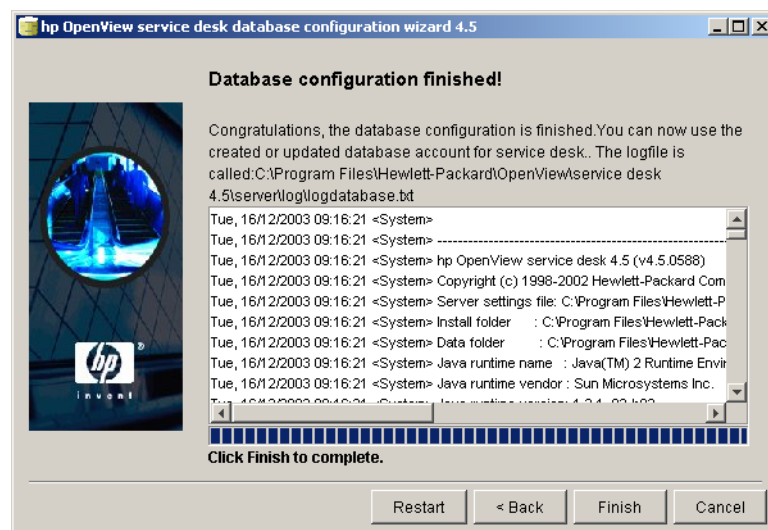 hp OpenView service desk database configuration wizard 4.5
Database configuration finished!
Congratulations, the database configuration is finished.You can now use the
created or updated database account for service desk.. The logfile is
called:C:\Program Files\Hewlett-Packard\OpenView\service desk
4.5\server\log\logdatabase.txt
Tue, 16/12/2003 09:16:21 <System>
Tue, 16/12/2003 09:16:21 <System> ------------------------------------------------------------
Tue, 16/12/2003 09:16:21 <System> hp OpenView service desk 4.5 (v4.5.0588)
Tue, 16/12/2003 09:16:21 <System> Copyright (c) 1998-2002 Hewlett-Packard Com
Tue, 16/12/2003 09:16:21 <System> Server settings file: C:\Program Files\Hewlett-P
Tue, 16/12/2003 09:16:21 <System> Install folder : C:\Program Files\Hewlett-Pack
Tue, 16/12/2003 09:16:21 <System> Data folder : C:\Program Files\Hewlett-Pac
Tue, 16/12/2003 09:16:21 <System> Java runtime name : Java(TM) 2 Runtime Envir
Tue, 16/12/2003 09:16:21 <System> Java runtime vendor : Sun Microsystems Inc.
hp
invent
Click Finish to complete.
Restart
< Back
Finish
Cancel